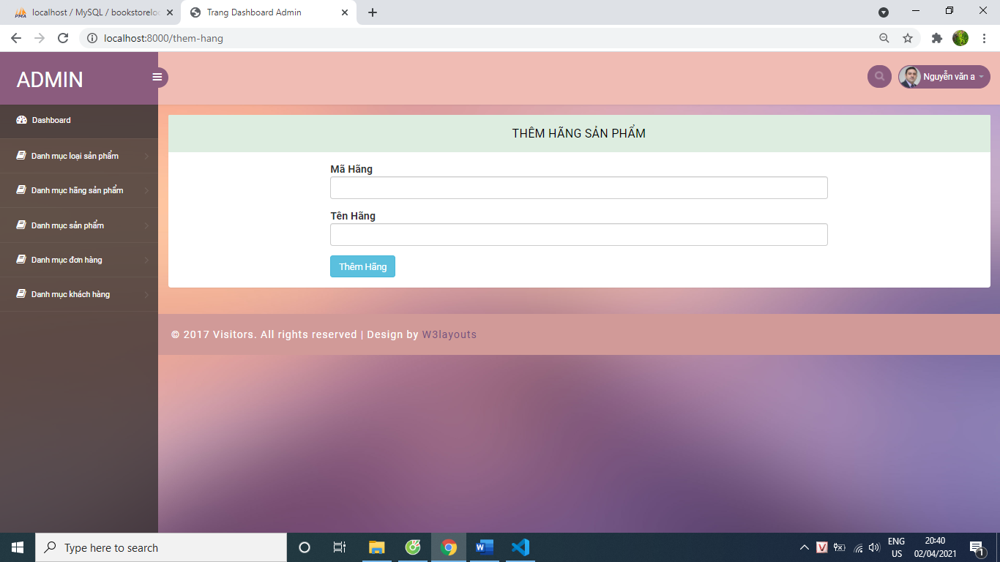 localhost / MySQL / bookstoreloc
Trang Dashboard Admin
localhost:8000/them-hang
ADMIN
Nguyễn văn a
Dashboard
Danh mục loại sản phẩm
Danh mục hãng sản phẩm
Danh mục sản phẩm
Danh mục đơn hàng
Danh mục khách hàng
THÊM HÃNG SẢN PHẨM
Mã Hãng
Tên Hãng
Thêm Hãng
© 2017 Visitors. All rights reserved | Design by W3layouts
Type here to search
ENG
US
20:40
02/04/2021
1